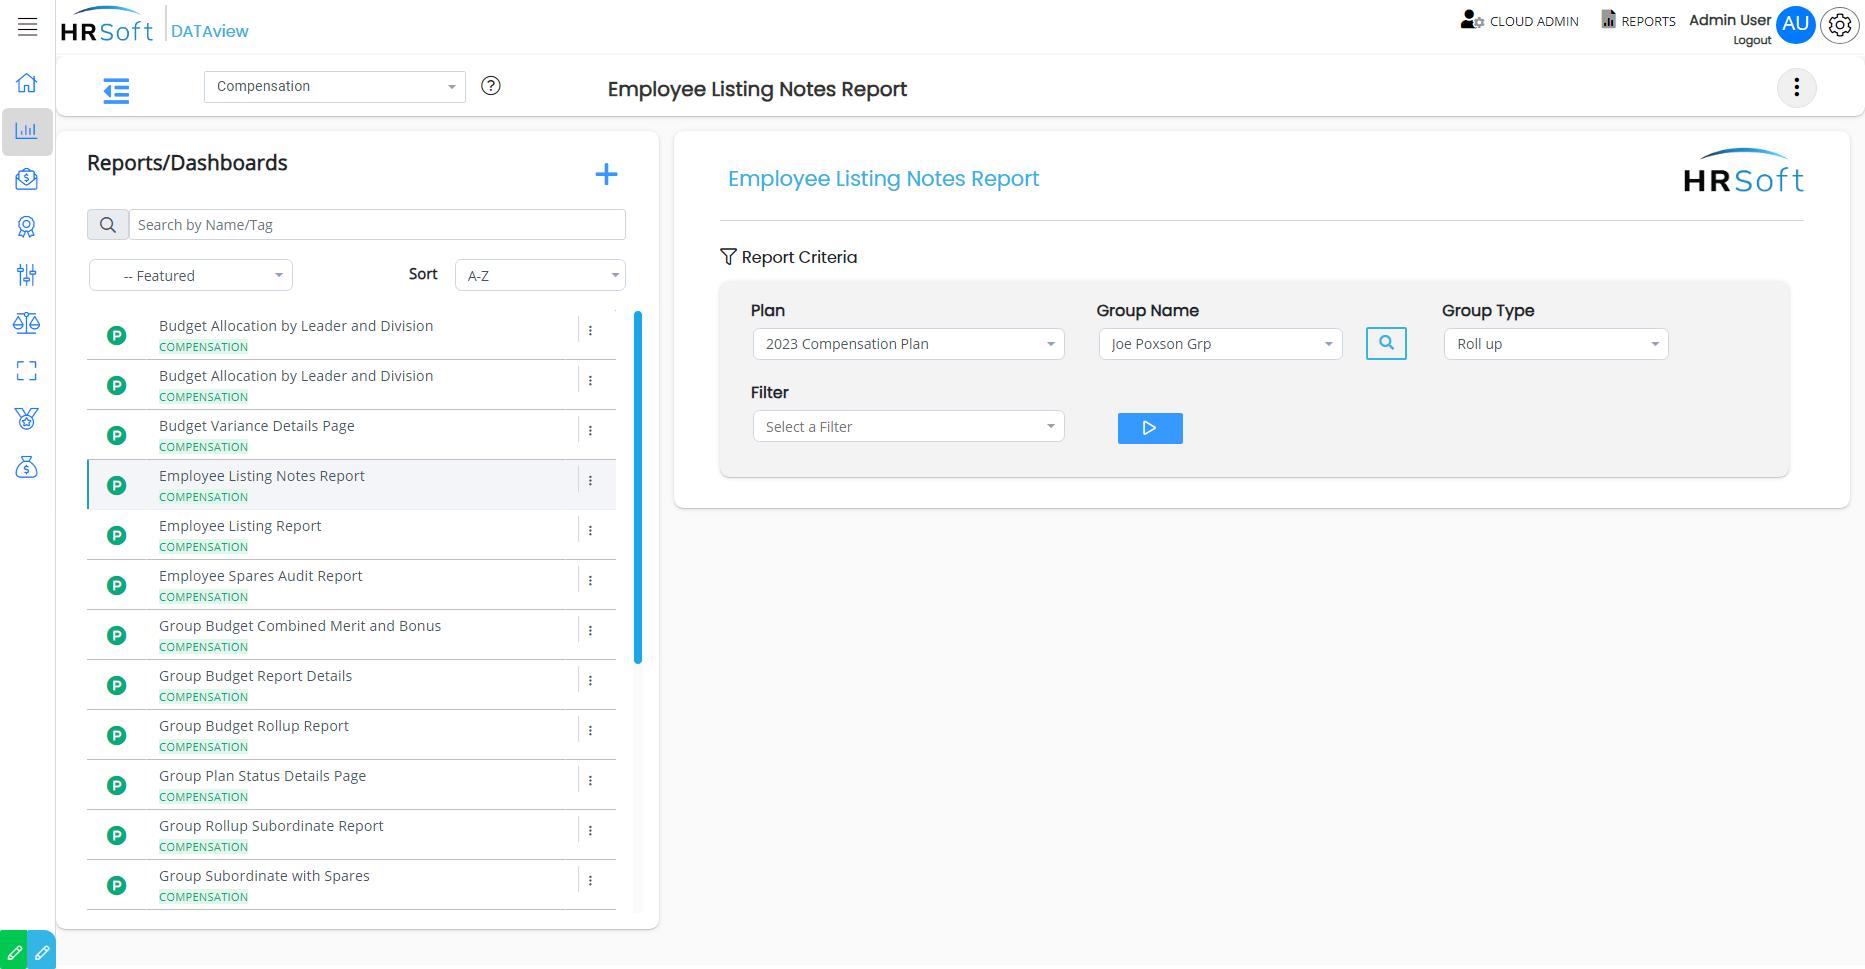 HRSoft
DATAview
CLOUD ADMIN
REPORTS
Admin User
Logout
AU
Compensation
?
Employee Listing Notes Report
Reports/Dashboards
Search by Name/Tag
-- Featured
Sort
A-Z
P
Budget Allocation by Leader and Division
COMPENSATION
P
Budget Allocation by Leader and Division
COMPENSATION
P
Budget Variance Details Page
COMPENSATION
P
Employee Listing Notes Report
COMPENSATION
P
Employee Listing Report
COMPENSATION
P
Employee Spares Audit Report
COMPENSATION
P
Group Budget Combined Merit and Bonus
COMPENSATION
P
Group Budget Report Details
COMPENSATION
P
Group Budget Rollup Report
COMPENSATION
P
Group Plan Status Details Page
COMPENSATION
P
Group Rollup Subordinate Report
COMPENSATION
P
Group Subordinate with Spares
COMPENSATION
Employee Listing Notes Report
HRSoft
Report Criteria
Plan
Group Name
Group Type
2023 Compensation Plan
Joe Poxson Grp
Roll up
Filter
Select a Filter